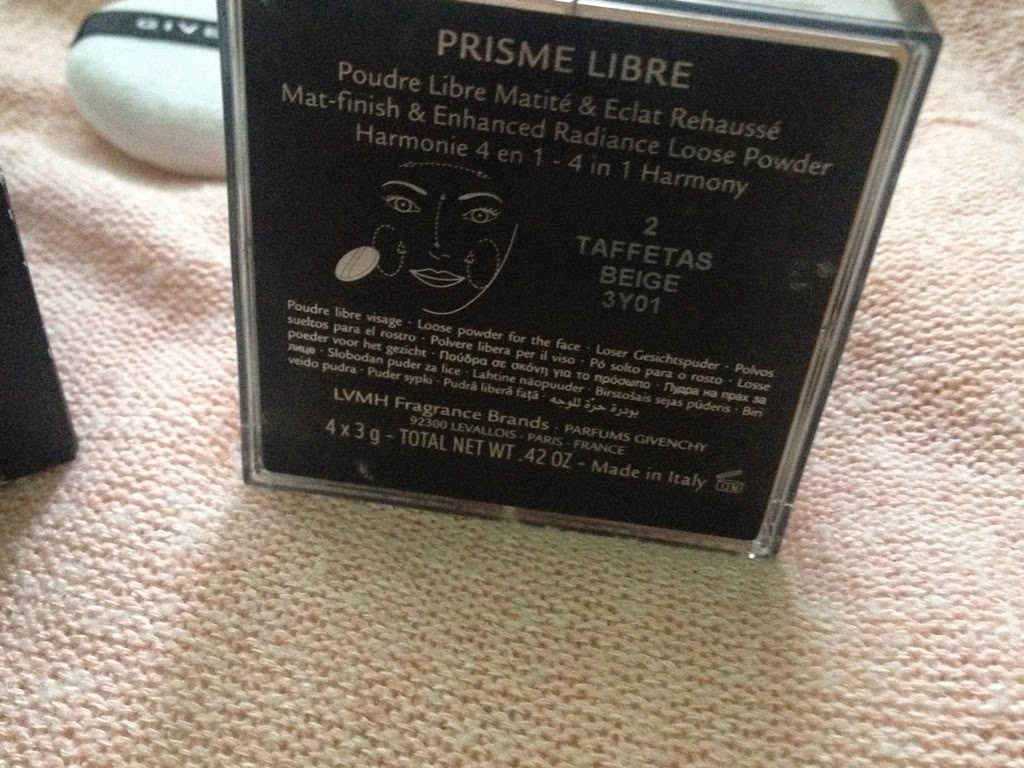 GIVE
PRISME LIBRE
Poudre Libre Matité & Eclat Rehaussé
Mat-finish & Enhanced Radiance Loose Powder
Harmonie 4 en 1 - 4 in 1 Harmony
2
TAFFETAS
BEIGE
3Y01
Poudre libre visage · Loose powder for the face · Loser Gesichtspuder · Polvos
sueltos para el rostro · Polvere libera per il viso · Pó solto para o rosto · Losse
poeder voor het gezicht · Πούδρα σε σκόνη για το πρόσωπο · Пудра на прах за
лице · Slobodan puder za lice · Lahtine näopuuder · Birstošais sejas pūderis · Biri
veido pudra · Puder sypki · Pudră liberă față · بودرة حرّة للوجه
LVMH Fragrance Brands · PARFUMS GIVENCHY
92300 LEVALLOIS - PARIS - FRANCE
4 x 3 g - TOTAL NET WT .42 OZ - Made in Italy 12M